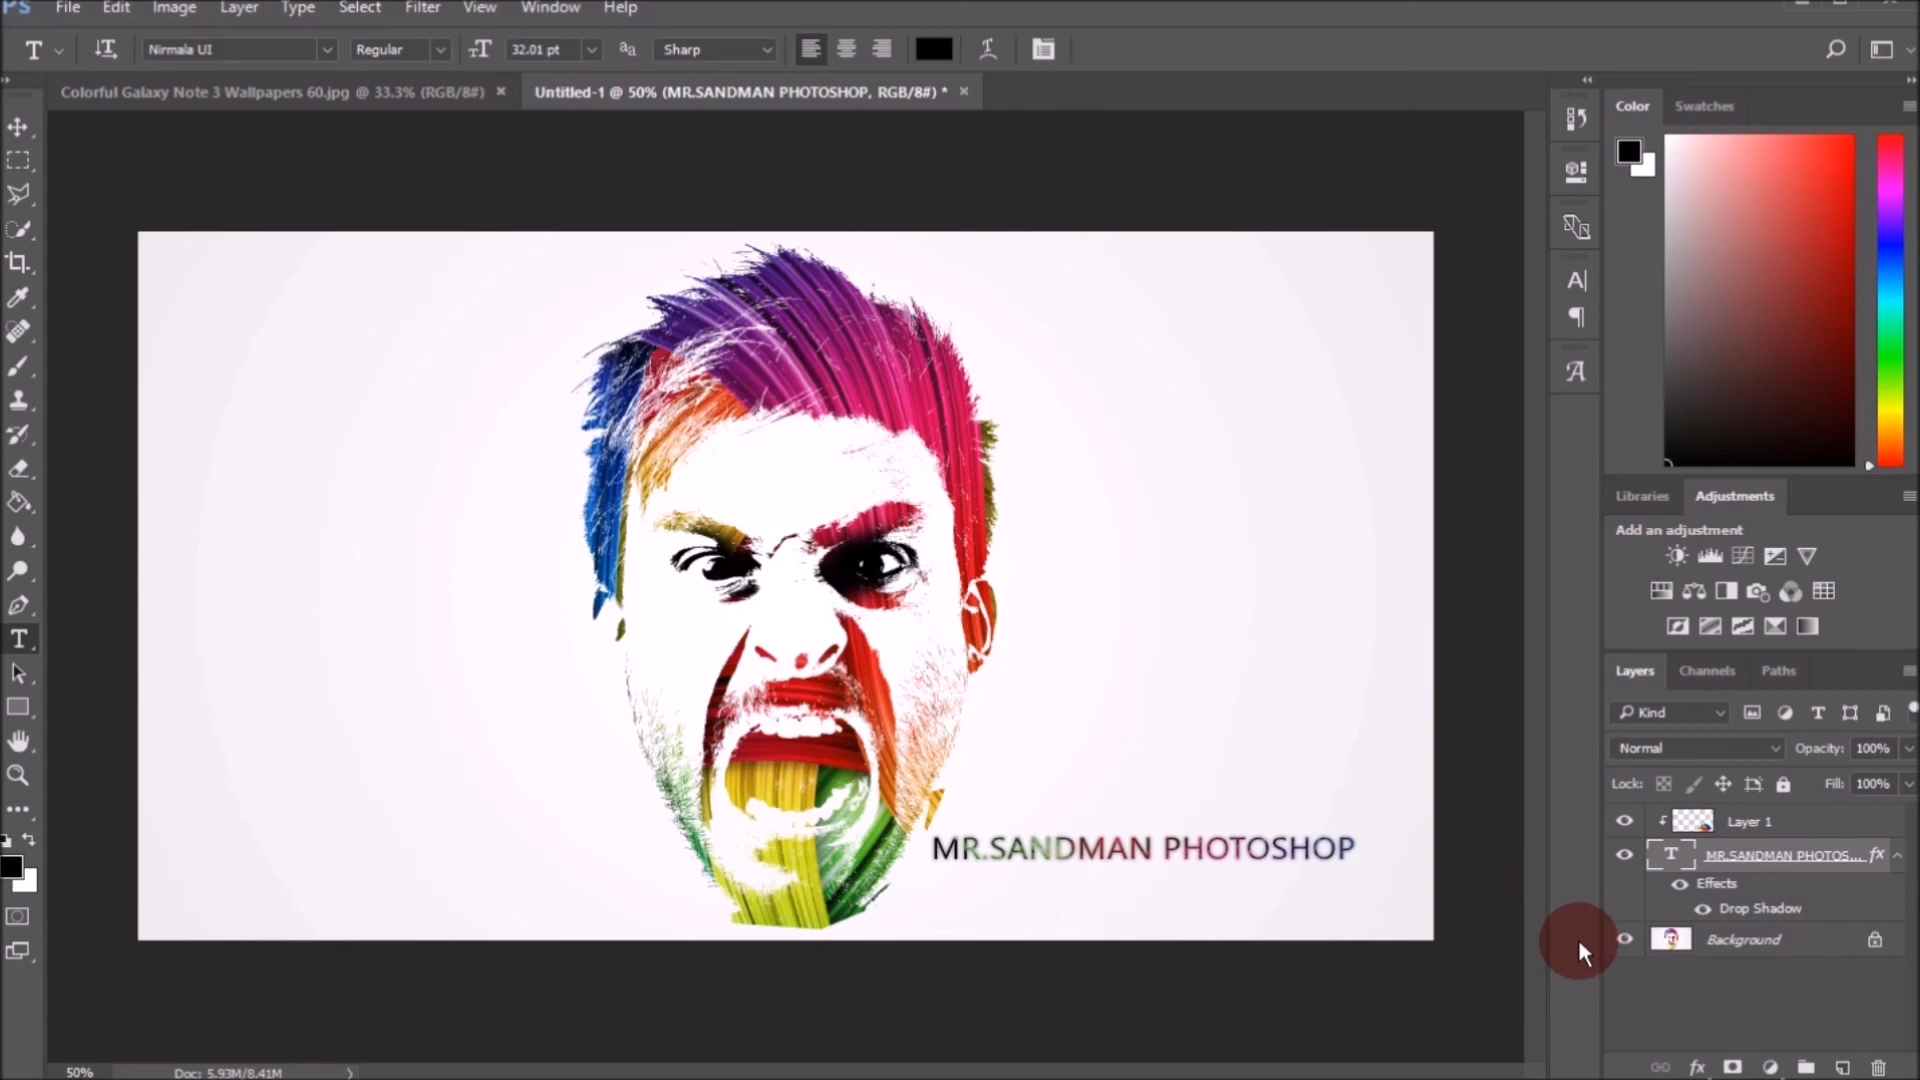 PS File Edit Image Layer Type Select Filter View Window Help
T Nirmala UI Regular 32.01 pt aa Sharp
Colorful Galaxy Note 3 Wallpapers 60.jpg @ 33.3% (RGB/8#) × Untitled-1 @ 50% (MR.SANDMAN PHOTOSHOP, RGB/8#) * ×
Color Swatches
Libraries Adjustments
Add an adjustment
Layers Channels Paths
Kind
Normal Opacity: 100%
Lock: Fill: 100%
Layer 1
MR.SANDMAN PHOTOSHOP
MR.SANDMAN PHOTOS... fx
Effects
Drop Shadow
Background
50% Doc: 5.93M/8.41M